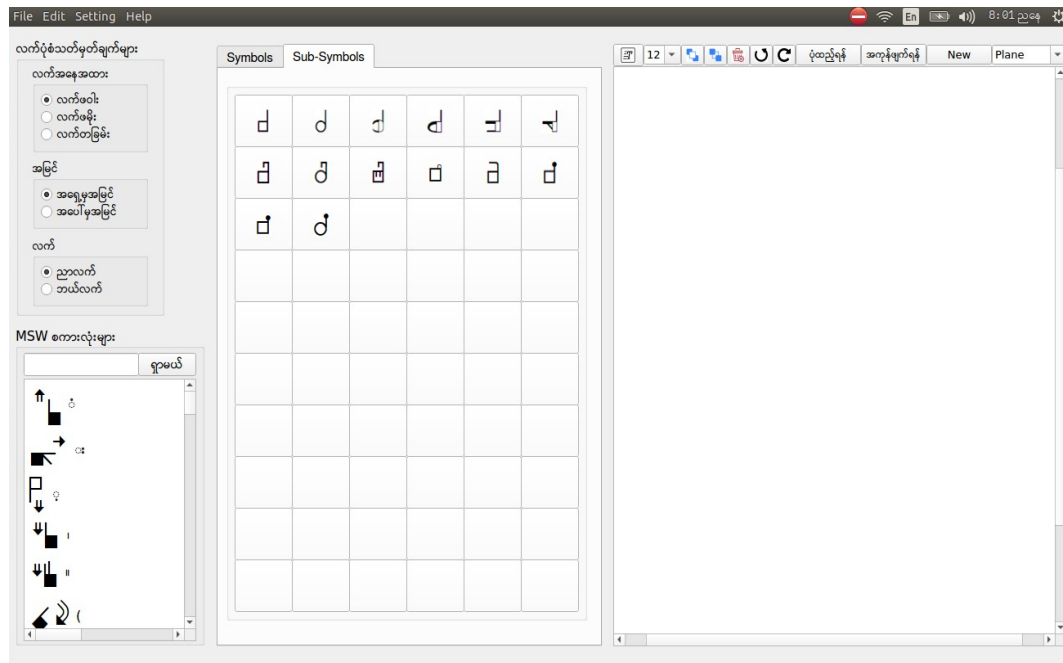 File Edit Setting Help
En 8:01 ညနေ
လက်ပုံစံသတ်မှတ်ချက်များ
လက်အနေအထား
လက်ဖဝါး
လက်ဖမိုး
လက်တခြမ်း
အမြင်
အရှေ့မှအမြင်
အပေါ်မှအမြင်
လက်
ညာလက်
ဘယ်လက်
MSW စကားလုံးများ
ရှာမယ်
ံ
း
့
၊
။
(
Symbols Sub-Symbols
12 ပုံထည့်ရန် အကုန်ဖျက်ရန် New Plane